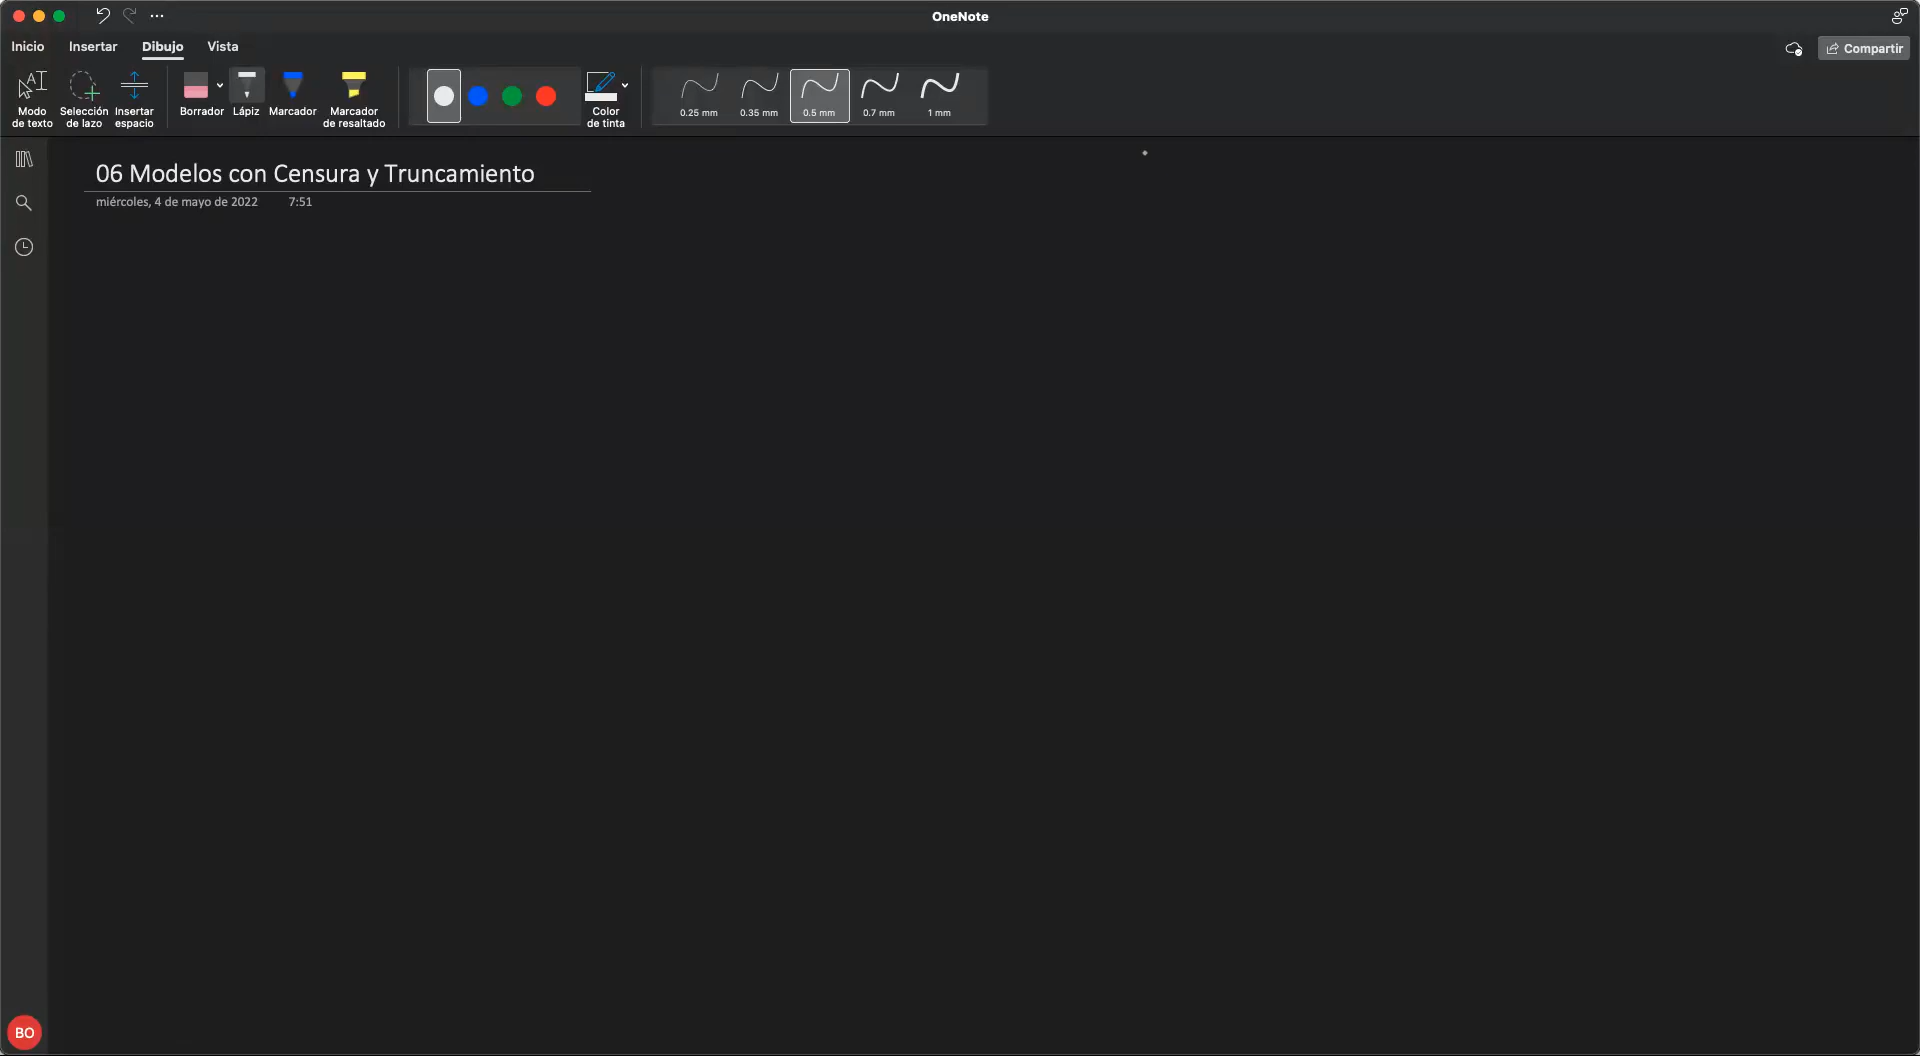 OneNote
Inicio Insertar Dibujo Vista
Compartir
Modo de texto
Selección de lazo
Insertar espacio
Borrador
Lápiz
Marcador
Marcador de resaltado
Color de tinta
0.25 mm
0.35 mm
0.5 mm
0.7 mm
1 mm
06 Modelos con Censura y Truncamiento
miércoles, 4 de mayo de 2022 7:51
BO